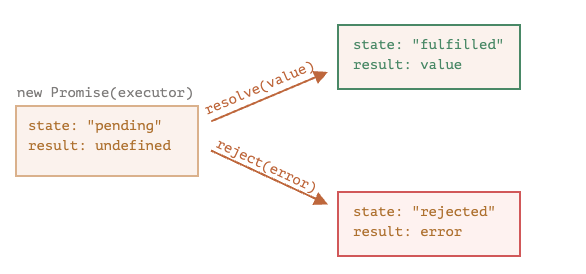 state: "fulfilled"
result: value
resolve(value)
new Promise(executor)
state: "pending"
result: undefined
reject(error)
state: "rejected"
result: error